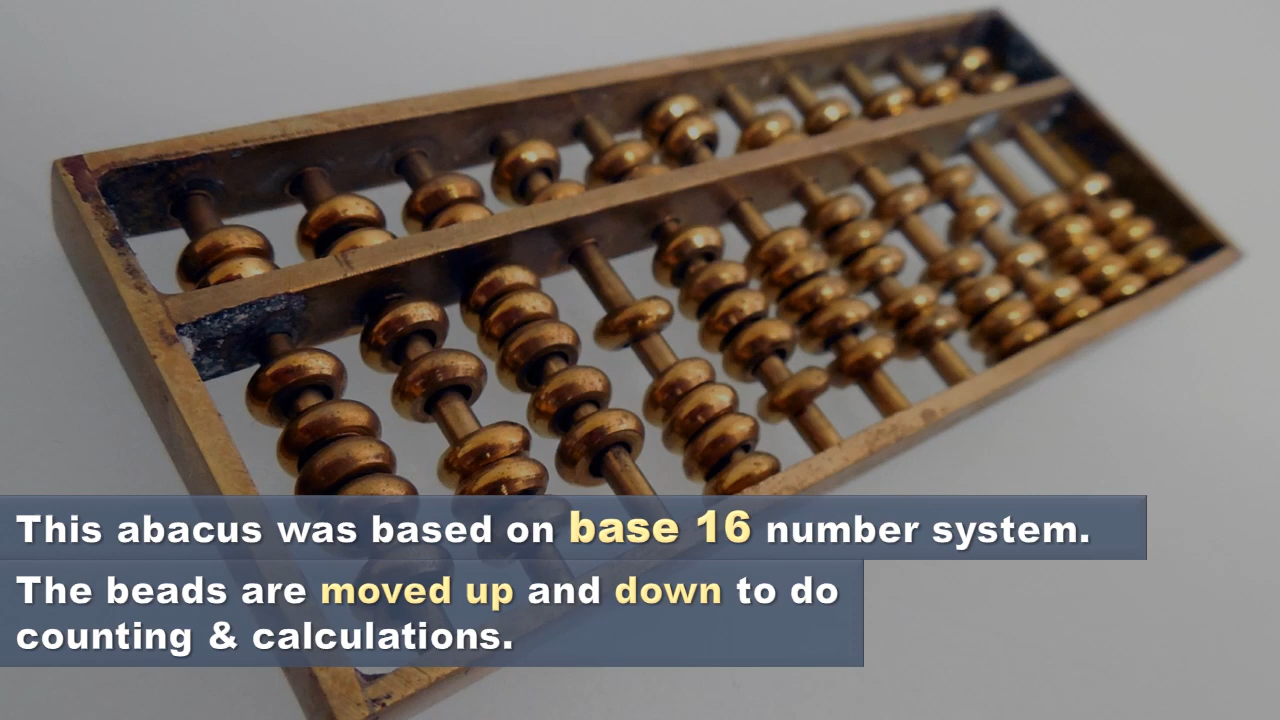 This abacus was based on base 16 number system.
The beads are moved up and down to do
counting & calculations.